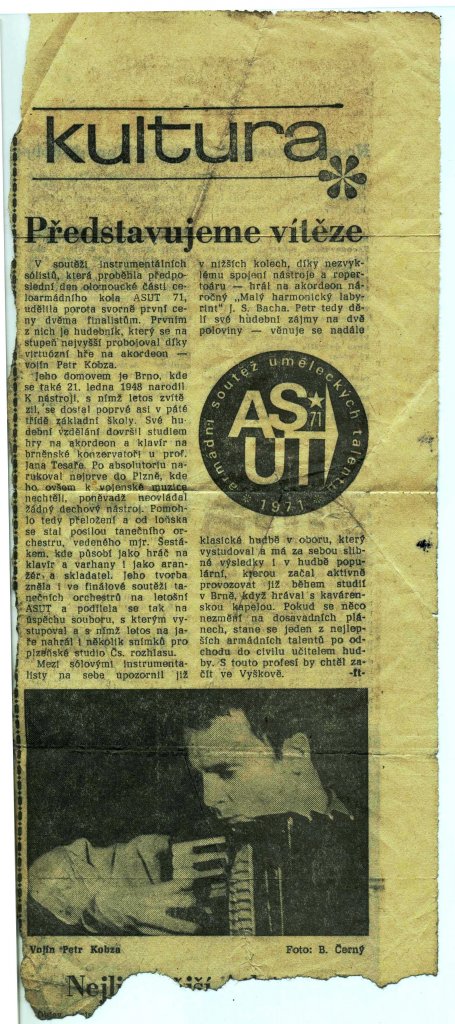 kultura
Představujeme vítěze
V soutěži instrumentálních
sólistů, která proběhla předpo-
slední den olomoucké části ce-
loarmádního kola ASUT 71,
udělila porota svorně první ce-
ny dvěma finalistům. Prvním
z nich je hudebník, který se na
stupeň nejvyšší probojoval díky
virtuózní hře na akordeon —
vojín Petr Kobza.
Jeho domovem je Brno, kde
se také 21. ledna 1948 narodil.
K nástroji, s nímž letos zvítě-
zil, se dostal poprvé asi v páté
třídě základní školy. Své hu-
dební vzdělání dovršil studiem
hry na akordeon a klavír na
brněnské konzervatoři u prof.
Jana Tesaře. Po absolutoriu na-
rukoval nejprve do Plzně, kde
ho ovšem k vojenské muzice
nechtěli, poněvadž neovládal
žádný dechový nástroj. Pomoh-
lo tedy přeložení a od loňska
se stal posilou tanečního or-
chestru, vedeného mjr. Šestá-
kem, kde působí jako hráč na
klavír a varhany i jako aran-
žér a skladatel. Jeho tvorba
zněla i ve finálové soutěži ta-
nečních orchestrů na letošní
ASUT a podílela se tak na
úspěchu souboru, s kterým vy-
stupoval a s nímž letos na ja-
ře nahrál i několik snímků pro
plzeňské studio Čs. rozhlasu.
Mezi sólovými instrumenta-
listy na sebe upozornil již
v nižších kolech, díky nezvyk-
lému spojení nástroje a reper-
toáru — hrál na akordeon ná-
ročný „Malý harmonický laby-
rint" J. S. Bacha. Petr tedy dě-
lí své hudební zájmy na dvě
poloviny — věnuje se nadále
armádní soutěž uměleckých talentů
AS 71
UT
* 1971 *
klasické hudbě v oboru, který
vystudoval a má za sebou slib-
né výsledky i v hudbě popu-
lární, kterou začal aktivně
provozovat již během studií
v Brně, když hrával s kaváren-
skou kapelou. Pokud se něco
nezmění na dosavadních plá-
nech, stane se jeden z nejlep-
ších armádních talentů po od-
chodu do civilu učitelem hud-
by. S touto profesí by chtěl za-
čít ve Vyškově. -ft-
Vojín Petr Kobza
Foto: B. Černý